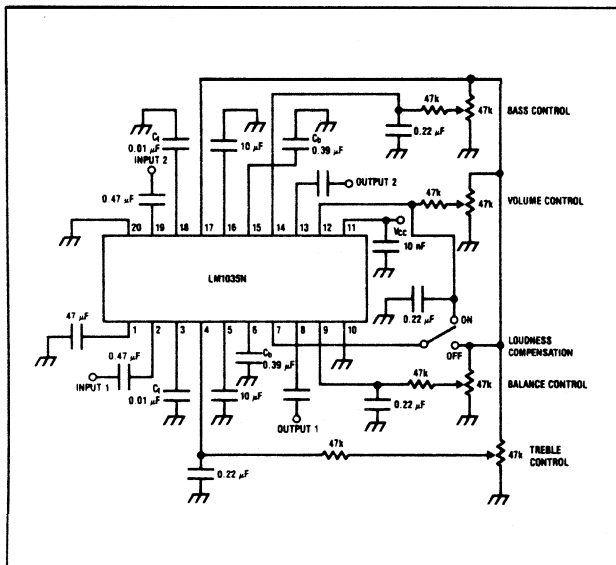 47k
47k
BASS CONTROL
0.22 µF
Ct
0.01 µF
INPUT 2
10 µF
Cb
0.39 µF
OUTPUT 2
0.47 µF
47k
47k
VOLUME CONTROL
VCC
10 nF
20 19 18 17 16 15 14 13 12 11
LM1035N
1 2 3 4 5 6 7 8 9 10
47 µF
0.47 µF
INPUT 1
Ct
0.01 µF
10 µF
Cb
0.39 µF
OUTPUT 1
0.22 µF
ON
OFF
LOUDNESS
COMPENSATION
47k
47k
BALANCE CONTROL
0.22 µF
47k
47k
TREBLE
CONTROL
0.22 µF